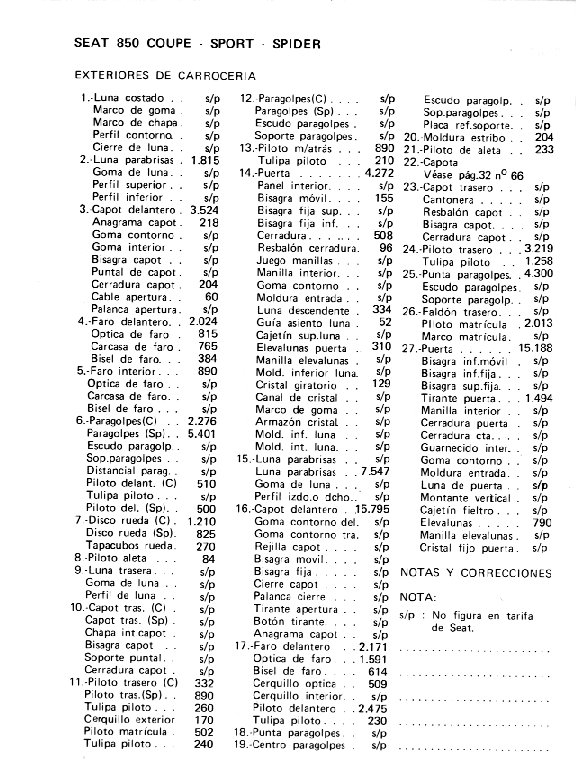 SEAT 850 COUPE - SPORT - SPIDER
EXTERIORES DE CARROCERIA
1.-Luna costado . . s/p
Marco de goma . s/p
Marco de chapa. s/p
Perfil contorno. . s/p
Cierre de luna . . s/p
2.-Luna parabrisas . 1.815
Goma de luna . . s/p
Perfil superior . . s/p
Perfil inferior . . s/p
3.-Capot delantero . 3.524
Anagrama capot . 218
Goma contorno . s/p
Goma interior . . s/p
Bisagra capot . . s/p
Puntal de capot . s/p
Cerradura capot . 204
Cable apertura. . 60
Palanca apertura. s/p
4.-Faro delantero. . 2.024
Optica de faro . . 815
Carcasa de faro. . 765
Bisel de faro. . . 384
5.-Faro interior . . . 890
Optica de faro . . s/p
Carcasa de faro. . s/p
Bisel de faro . . . s/p
6.-Paragolpes(C) . . 2.276
Paragolpes (Sp). . 5.401
Escudo paragolp . s/p
Sop.paragolpes . . s/p
Distancial parag. . s/p
Piloto delant. (C) 510
Tulipa piloto . . . s/p
Piloto del. (Sp). . 500
7 -Disco rueda (C) . 1.210
Disco rueda (Sp). 825
Tapacubos rueda. 270
8 -Piloto aleta . . . 84
9 -Luna trasera . . . s/p
Goma de luna . . s/p
Perfil de luna . . s/p
10.-Capot tras. (C) . . s/p
Capot tras. (Sp) . s/p
Chapa int.capot . s/p
Bisagra capot . . s/p
Soporte puntal. . s/p
Cerradura capot . s/p
11.-Piloto trasero (C) 332
Piloto tras.(Sp) . . 890
Tulipa piloto . . . 260
Cerquillo exterior 170
Piloto matrícula . 502
Tulipa piloto . . . 240
12.-Paragolpes(C) . . . . s/p
Paragolpes (Sp) . . . s/p
Escudo paragolpes . s/p
Soporte paragolpes . s/p
13.-Piloto m/atrás . . . 890
Tulipa piloto . . . 210
14.-Puerta . . . . . . . 4.272
Panel interior. . . . s/p
Bisagra móvil. . . . 155
Bisagra fija sup. . . s/p
Bisagra fija inf. . . s/p
Cerradura. . . . . . . 508
Resbalón cerradura. 96
Juego manillas . . . s/p
Manilla interior. . . s/p
Goma contorno . . s/p
Moldura entrada . . s/p
Luna descendente . 334
Guía asiento luna . 52
Cajetín sup.luna . . s/p
Elevalunas puerta . 310
Manilla elevalunas . s/p
Mold. inferior luna. s/p
Cristal giratorio . . 129
Canal de cristal . . s/p
Marco de goma . . s/p
Armazón cristal . . s/p
Mold. inf. luna . . s/p
Mold. int. luna. . . s/p
15.-Luna parabrisas . . s/p
Luna parabrisas . . 7.547
Goma de luna . . . s/p
Perfil izdo.o dcho.. s/p
16.-Capot delantero . 15.795
Goma contorno del. s/p
Goma contorno tra. s/p
Rejilla capot . . . . s/p
Bisagra movil. . . . s/p
Bisagra fija . . . . . s/p
Cierre capot . . . . s/p
Palanca cierre . . . s/p
Tirante apertura . . s/p
Botón tirante . . . s/p
Anagrama capot . . s/p
17.-Faro delantero . . 2.171
Optica de faro . . 1.591
Bisel de faro . . . . 614
Cerquillo optica . . 509
Cerquillo interior. . s/p
Piloto delantero . . 2.475
Tulipa piloto . . . . 230
18.-Punta paragolpes. . s/p
19.-Centro paragolpes . s/p
Escudo paragolp. . s/p
Sop.paragolpes . . . s/p
Placa ref.soporte. . s/p
20.-Moldura estribo . . 204
21.-Piloto de aleta . . 233
22.-Capota
Véase pág.32 nº 66
23.-Capot trasero . . . s/p
Cantonera . . . . . s/p
Resbalón capot . . s/p
Bisagra capot. . . . s/p
Cerradura capot . . s/p
24.-Piloto trasero . . . 3.219
Tulipa piloto . . 1.258
25.-Punta paragolpes. . 4.300
Escudo paragolpes. s/p
Soporte paragolp. . s/p
26.-Faldón trasero. . . s/p
Piloto matrícula . 2.013
Marco matrícula. s/p
27.-Puerta . . . . . . 15.188
Bisagra inf.móvil . s/p
Bisagra inf.fija. . . s/p
Bisagra sup.fija. . . s/p
Tirante puerta. . . 1.494
Manilla interior . . s/p
Cerradura puerta . s/p
Cerradura cta. . . . s/p
Guarnecido inter. . s/p
Goma contorno . . s/p
Moldura entrada. . s/p
Luna de puerta . . s/p
Montante vertical . s/p
Cajetín fieltro . . . s/p
Elevalunas . . . . . 790
Manilla elevalunas . s/p
Cristal fijo puerta . s/p
NOTAS Y CORRECCIONES
NOTA:
s/p : No figura en tarifa
de Seat.